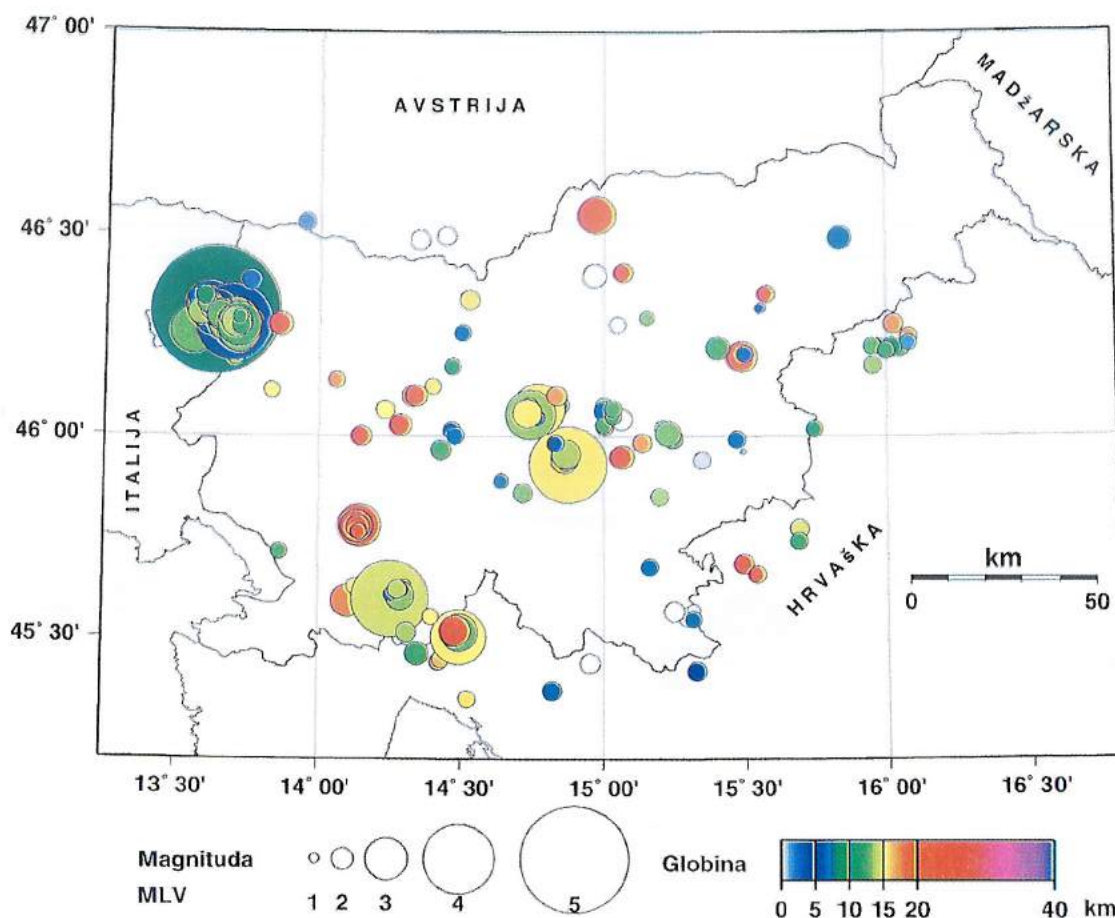 47° 00'
AVSTRIJA
MADŽARSKA
46° 30'
46° 00'
ITALIJA
HRVAŠKA
km
0 50
45° 30'
13° 30' 14° 00' 14° 30' 15° 00' 15° 30' 16° 00' 16° 30'
Magnituda
MLV
1 2 3 4 5
Globina
0 5 10 15 20 40 km